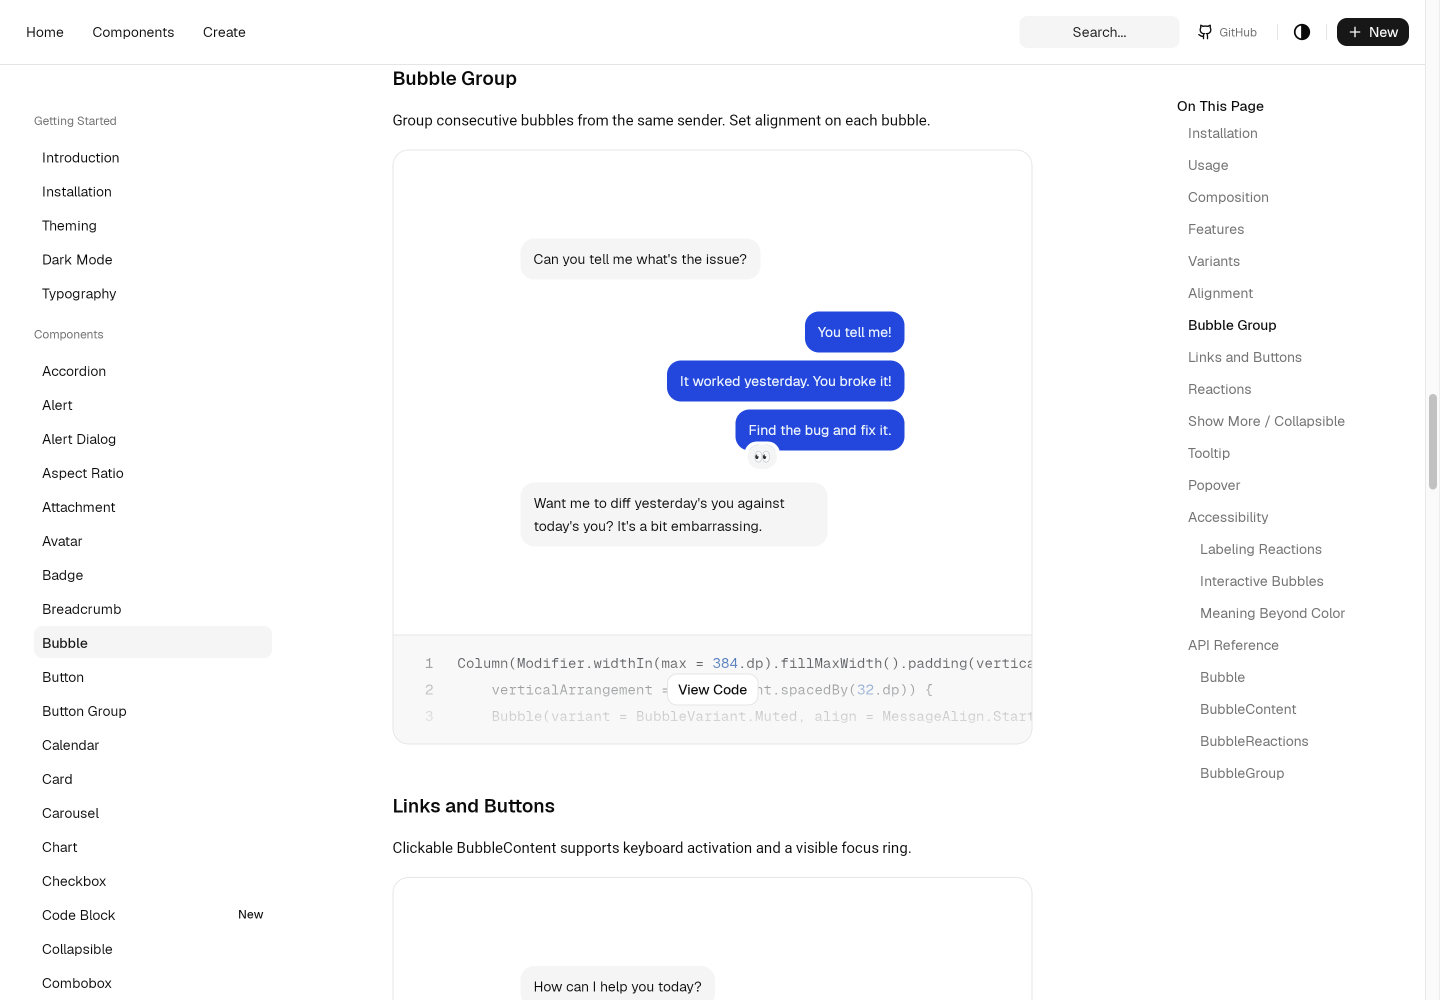 Home
Components
Create
Search...
GitHub
New
Getting Started
Introduction
Installation
Theming
Dark Mode
Typography
Components
Accordion
Alert
Alert Dialog
Aspect Ratio
Attachment
Avatar
Badge
Breadcrumb
Bubble
Button
Button Group
Calendar
Card
Carousel
Chart
Checkbox
Code Block New
Collapsible
Combobox
Bubble Group
Group consecutive bubbles from the same sender. Set alignment on each bubble.
Can you tell me what's the issue?
You tell me!
It worked yesterday. You broke it!
Find the bug and fix it.
Want me to diff yesterday's you against
today's you? It's a bit embarrassing.
1 Column(Modifier.widthIn(max = 384.dp).fillMaxWidth().padding(vertica
2 verticalArrangement = nt.spacedBy(32.dp)) {
View Code
3 Bubble(variant = BubbleVariant.Muted, align = MessageAlign.Start
Links and Buttons
Clickable BubbleContent supports keyboard activation and a visible focus ring.
How can I help you today?
On This Page
Installation
Usage
Composition
Features
Variants
Alignment
Bubble Group
Links and Buttons
Reactions
Show More / Collapsible
Tooltip
Popover
Accessibility
Labeling Reactions
Interactive Bubbles
Meaning Beyond Color
API Reference
Bubble
BubbleContent
BubbleReactions
BubbleGroup